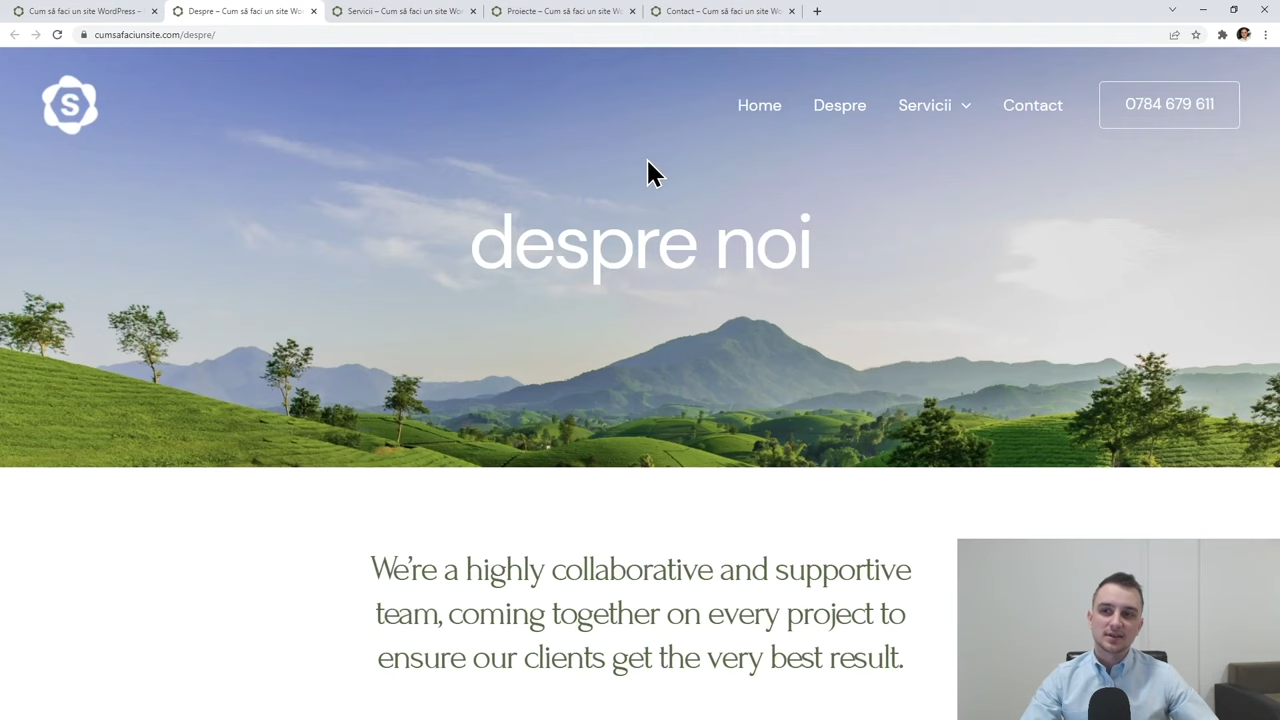 Cum să faci un site WordPress –
Despre – Cum să faci un site Wor
Servicii – Cum să faci un site Wor
Proiecte – Cum să faci un site Wo
Contact – Cum să faci un site Wo
cumsafaciunsite.com/despre/
S
Home
Despre
Servicii
Contact
0784 679 611
despre noi
We're a highly collaborative and supportive
team, coming together on every project to
ensure our clients get the very best result.